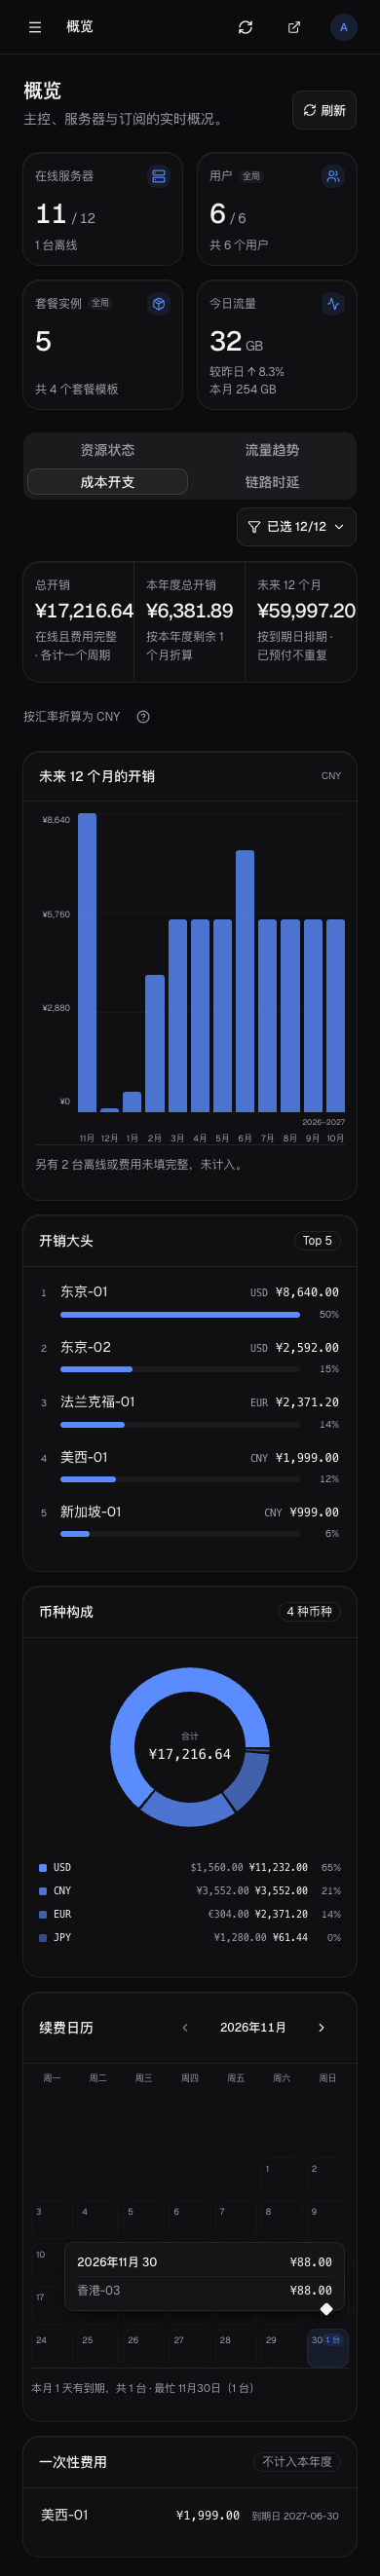 概览
A
概览
主控、服务器与订阅的实时概况。
刷新
在线服务器
11 / 12
1 台离线
用户 全局
6 / 6
共 6 个用户
套餐实例 全局
5
共 4 个套餐模板
今日流量
32 GB
较昨日 ↑ 8.3%
本月 254 GB
资源状态
流量趋势
成本开支
链路时延
已选 12/12
总开销
¥17,216.64
在线且费用完整
· 各计一个周期
本年度总开销
¥6,381.89
按本年度剩余 1
个月折算
未来 12 个月
¥59,997.20
按到期日排期 ·
已预付不重复
按汇率折算为 CNY
未来 12 个月的开销
CNY
¥8,640
¥5,760
¥2,880
¥0
2026–2027
11月 12月 1月 2月 3月 4月 5月 6月 7月 8月 9月 10月
另有 2 台离线或费用未填完整，未计入。
开销大头
Top 5
1 东京-01 USD ¥8,640.00
50%
2 东京-02 USD ¥2,592.00
15%
3 法兰克福-01 EUR ¥2,371.20
14%
4 美西-01 CNY ¥1,999.00
12%
5 新加坡-01 CNY ¥999.00
6%
币种构成
4 种币种
合计
¥17,216.64
USD $1,560.00 ¥11,232.00 65%
CNY ¥3,552.00 ¥3,552.00 21%
EUR €304.00 ¥2,371.20 14%
JPY ¥1,280.00 ¥61.44 0%
续费日历
2026年11月
周一 周二 周三 周四 周五 周六 周日
1 2
3 4 5 6 7 8 9
10
2026年11月 30 ¥88.00
香港-03 ¥88.00
17
24 25 26 27 28 29 30 1 台
本月 1 天有到期，共 1 台 · 最忙 11月30日（1 台）
一次性费用
不计入本年度
美西-01 ¥1,999.00 到期日 2027-06-30